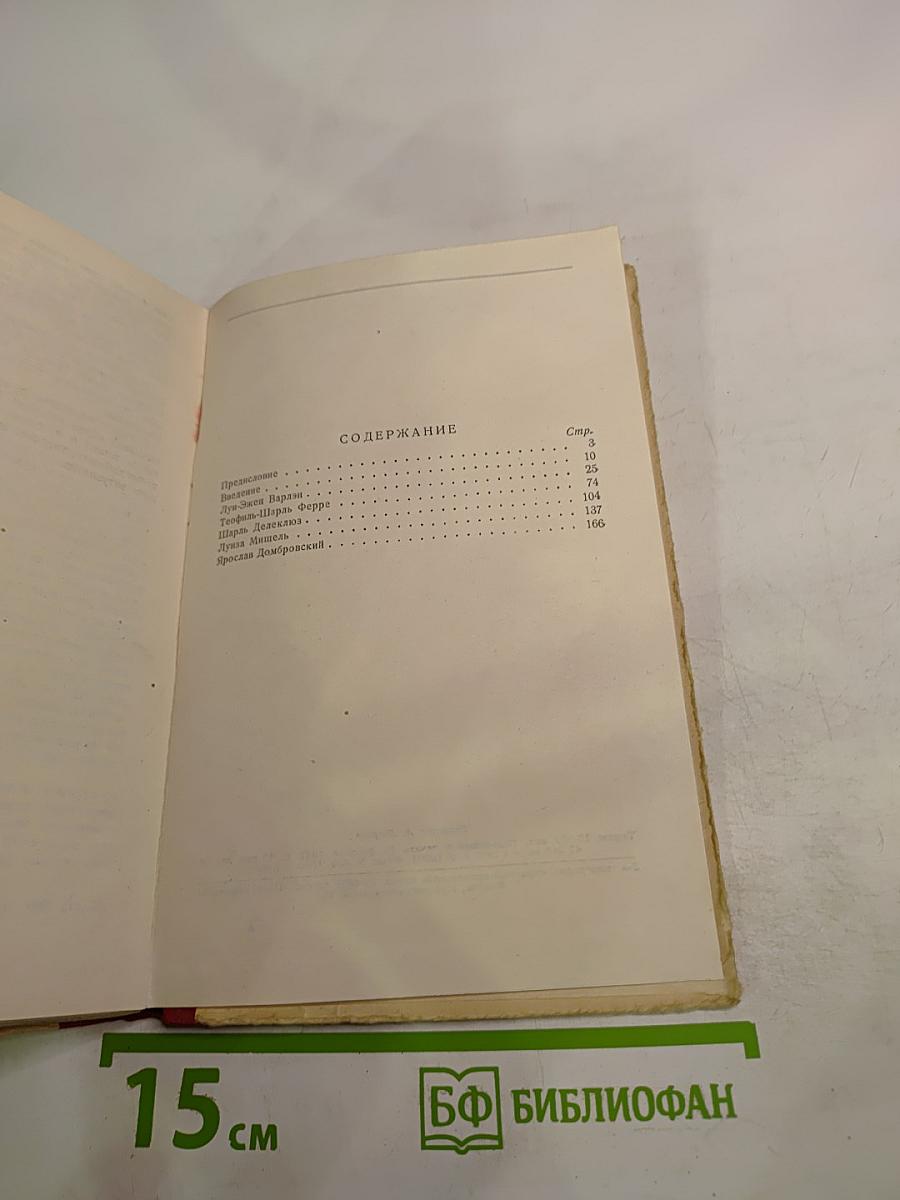 СОДЕРЖАНИЕ
Стр.
Предисловие 3
Введение 10
Луи-Эжен Варлэн 25
Теофиль-Шарль Ферре 74
Шарль Делеклюз 104
Луиза Мишель 137
Ярослав Домбровский 166
15 см
БФ БИБЛИОФАН